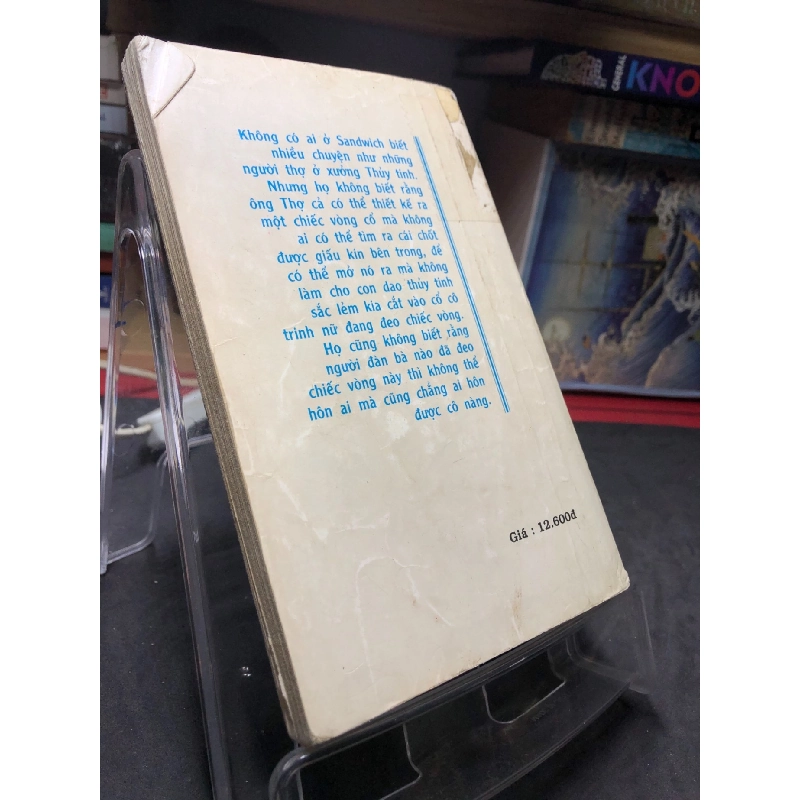 Không có ai ở Sandwich biết
nhiều chuyện như những
người thợ ở xưởng Thủy tinh.
Nhưng họ không biết rằng
ông Thợ cả có thể thiết kế ra
một chiếc vòng cổ mà không
ai có thể tìm ra cái chốt
được giấu kín bên trong, để
có thể mở nó ra mà không
làm cho con dao thủy tinh
sắc lém kia cắt vào cổ cô
trinh nữ đang đeo chiếc vòng.
Họ cũng không biết rằng
người đàn bà nào đã đeo
chiếc vòng này thì không thể
hôn ai mà cũng chẳng ai hôn
được cô nàng.
Giá : 12.600đ
GENERAL
KNO